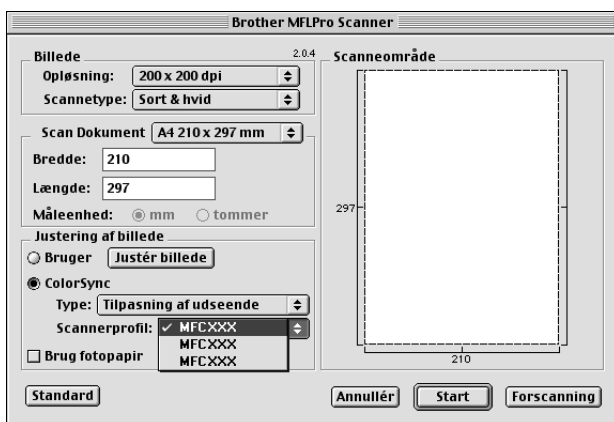 Brother MFLPro Scanner
Billede
2.0.4
Opløsning: 200 x 200 dpi
Scannetype: Sort & hvid
Scan Dokument A4 210 x 297 mm
Bredde: 210
Længde: 297
Måleenhed: mm tommer
Justering af billede
Bruger Justér billede
ColorSync
Type: Tilpasning af udseende
Scannerprofil: MFCXXX
MFCXXX
MFCXXX
Brug fotopapir
Standard
Scanneområde
297
210
Annullér Start Forscanning